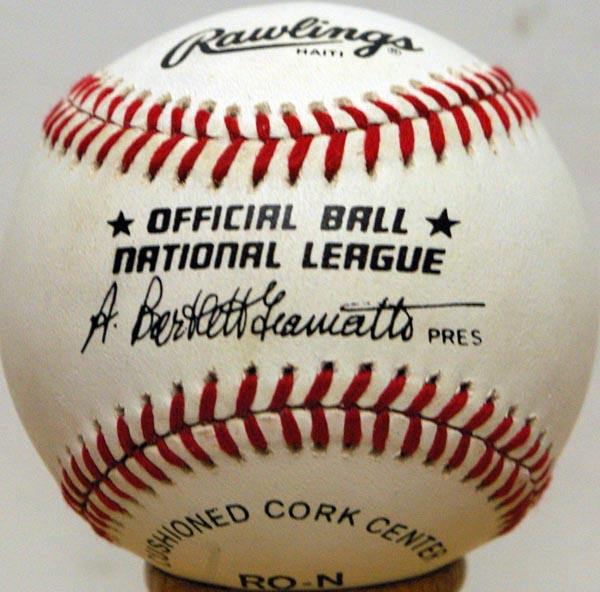 Rawlings®
HAITI
★ OFFICIAL BALL ★
NATIONAL LEAGUE
A. Bartlett Giamatti PRES
CUSHIONED CORK CENTER
RO-N